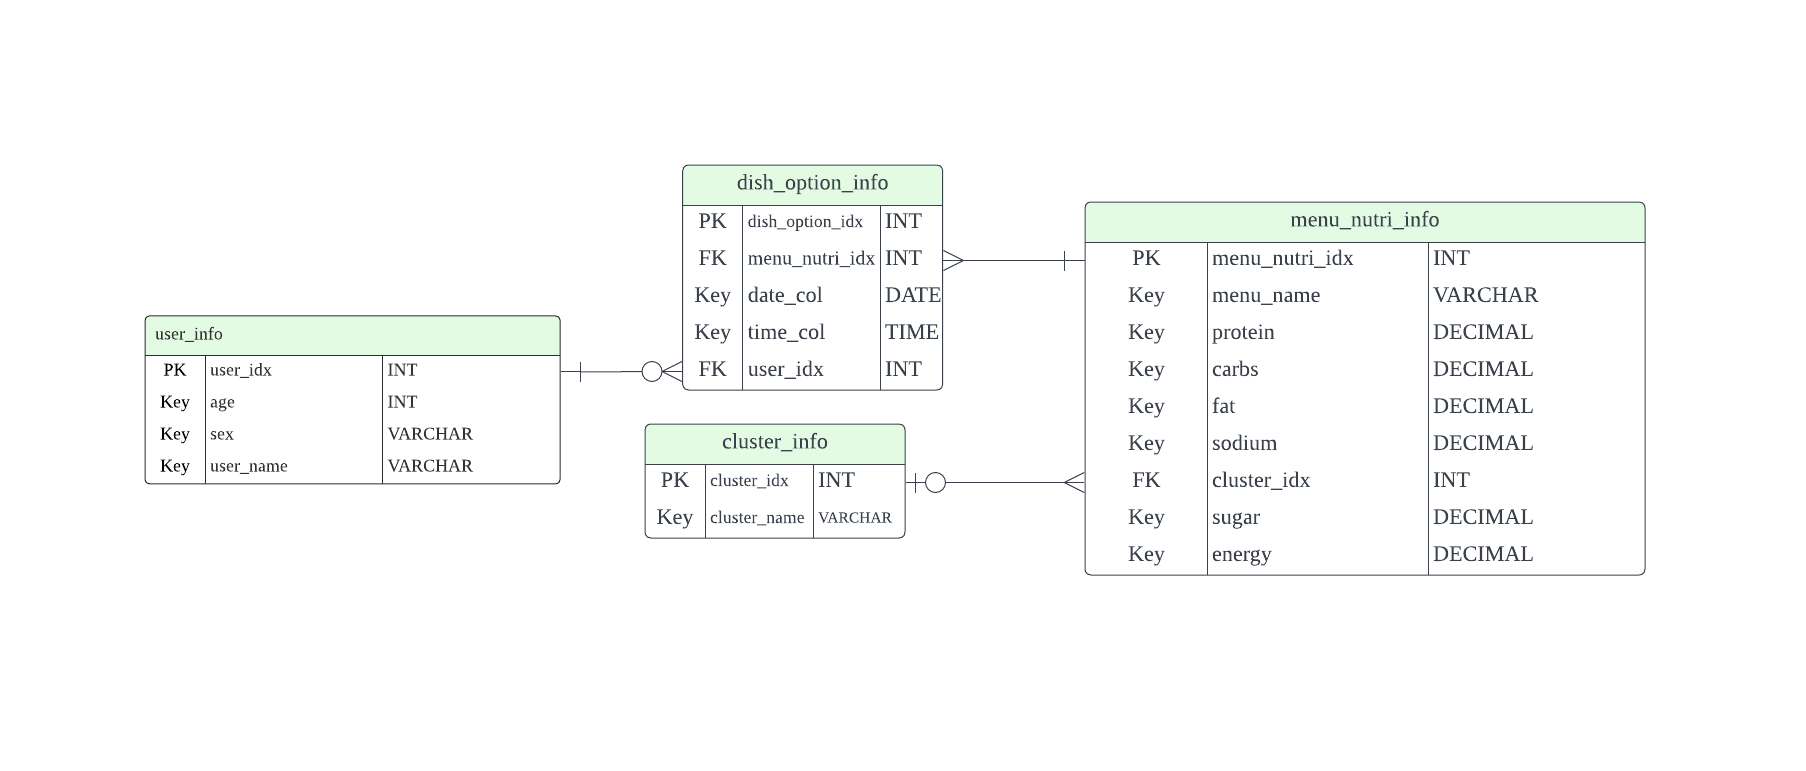 user_info
PK user_idx INT
Key age INT
Key sex VARCHAR
Key user_name VARCHAR
dish_option_info
PK dish_option_idx INT
FK menu_nutri_idx INT
Key date_col DATE
Key time_col TIME
FK user_idx INT
cluster_info
PK cluster_idx INT
Key cluster_name VARCHAR
menu_nutri_info
PK menu_nutri_idx INT
Key menu_name VARCHAR
Key protein DECIMAL
Key carbs DECIMAL
Key fat DECIMAL
Key sodium DECIMAL
FK cluster_idx INT
Key sugar DECIMAL
Key energy DECIMAL